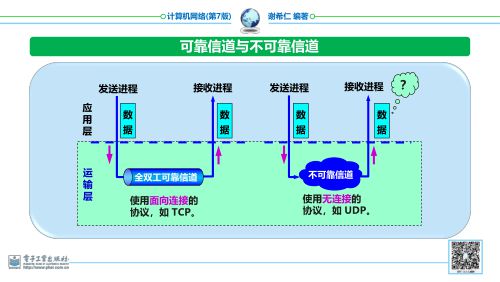 计算机网络(第7版)
谢希仁 编著
可靠信道与不可靠信道
发送进程
接收进程
发送进程
接收进程
?
应用层
数据
数据
数据
数据
运输层
全双工可靠信道
不可靠信道
使用面向连接的
协议，如 TCP。
使用无连接的
协议，如 UDP。
电子工业出版社
http://www.phei.com.cn